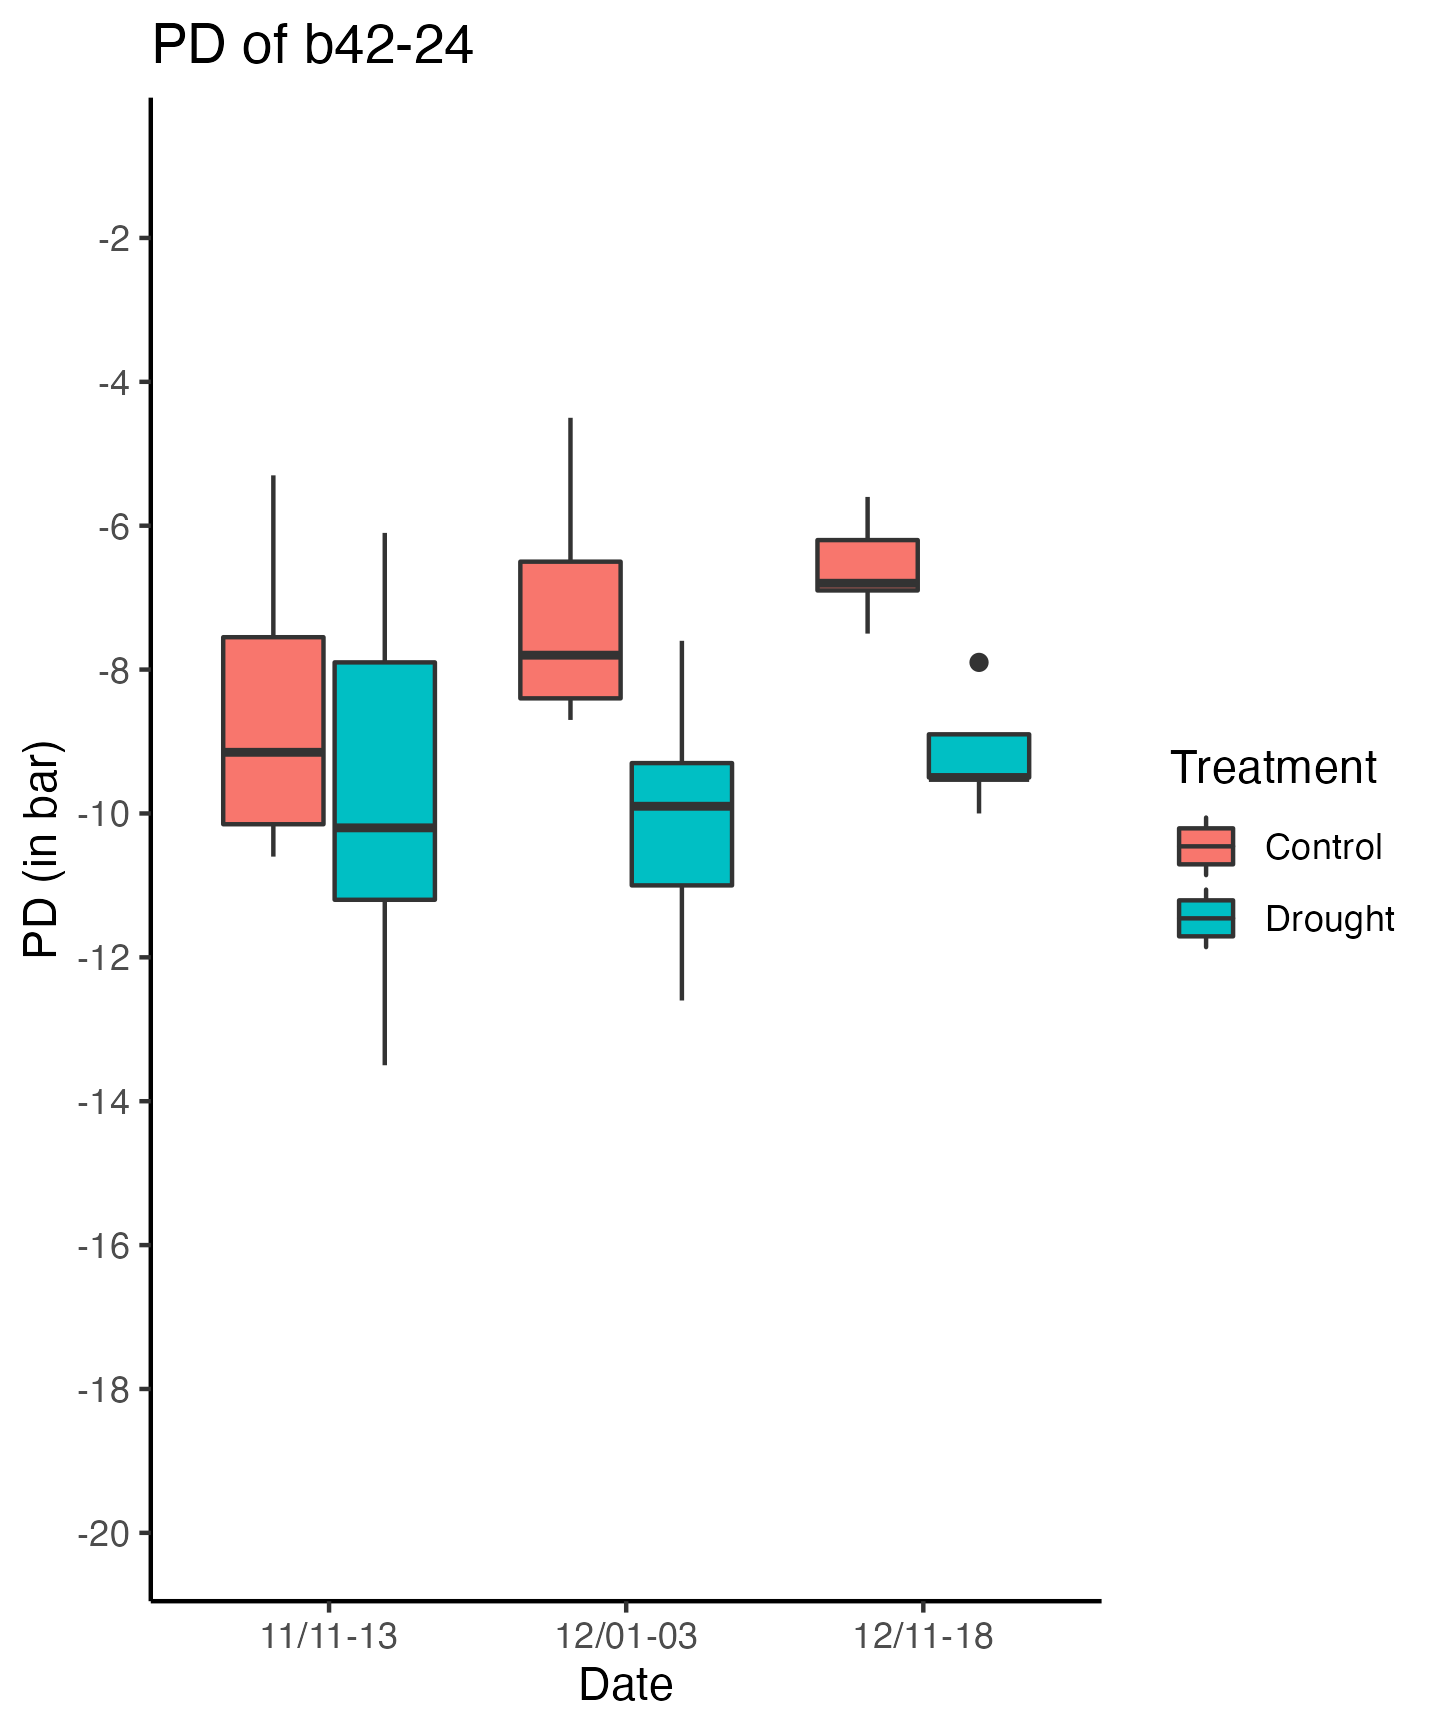 PD of b42-24
PD (in bar)
-2
-4
-6
-8
-10
-12
-14
-16
-18
-20
11/11-13 12/01-03 12/11-18
Date
Treatment
Control
Drought